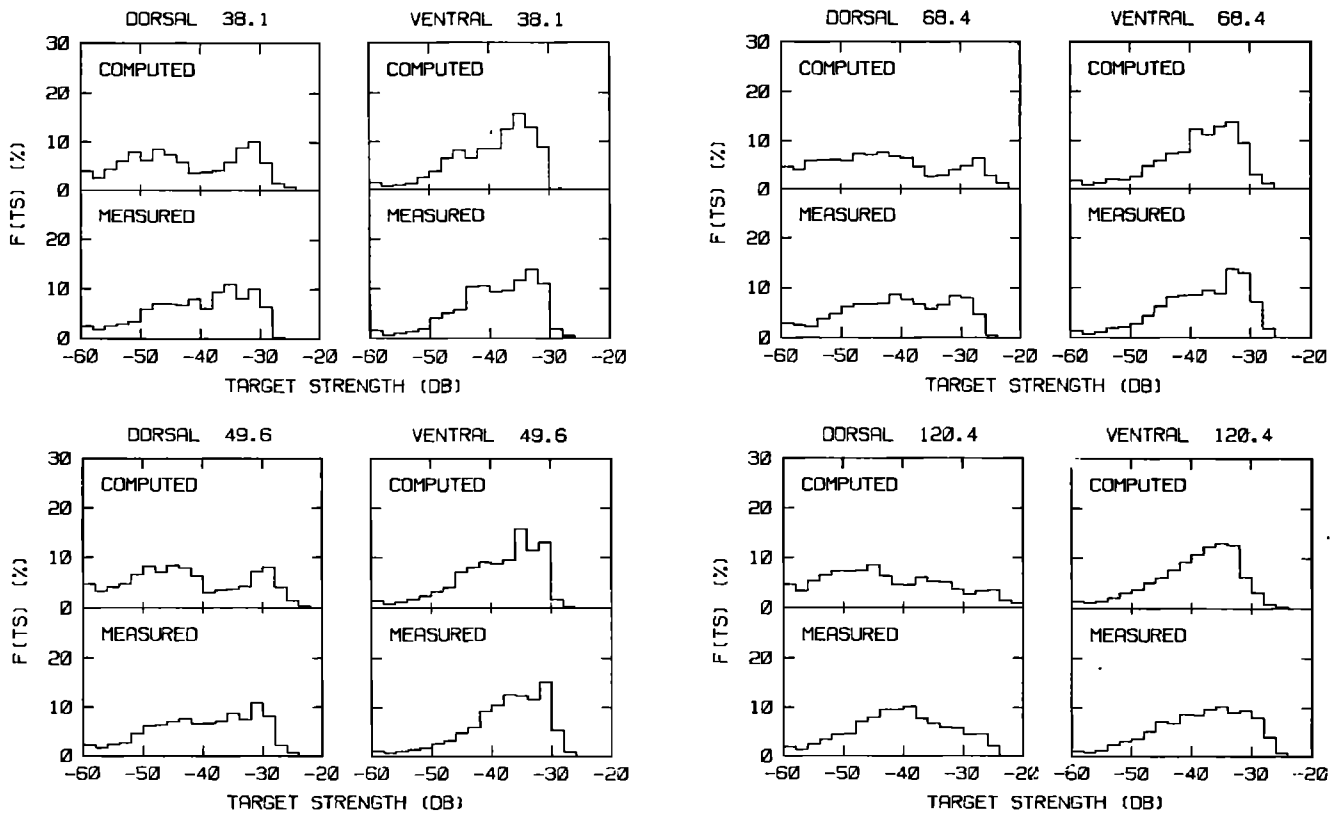 DORSAL 38.1
VENTRAL 38.1
30
COMPUTED
COMPUTED
20
10
0
F(TS) (%)
MEASURED
MEASURED
20
10
0
-60 -50 -40 -30 -20
-60 -50 -40 -30 -20
TARGET STRENGTH (DB)
DORSAL 68.4
VENTRAL 68.4
30
COMPUTED
COMPUTED
20
10
0
F(TS) (%)
MEASURED
MEASURED
20
10
0
-60 -50 -40 -30 -20
-60 -50 -40 -30 -20
TARGET STRENGTH (DB)
DORSAL 49.6
VENTRAL 49.6
30
COMPUTED
COMPUTED
20
10
0
F(TS) (%)
MEASURED
MEASURED
20
10
0
-60 -50 -40 -30 -20
-60 -50 -40 -30 -20
TARGET STRENGTH (DB)
DORSAL 120.4
VENTRAL 120.4
30
COMPUTED
COMPUTED
20
10
0
F(TS) (%)
MEASURED
MEASURED
20
10
0
-60 -50 -40 -30 -20
-60 -50 -40 -30 -20
TARGET STRENGTH (DB)